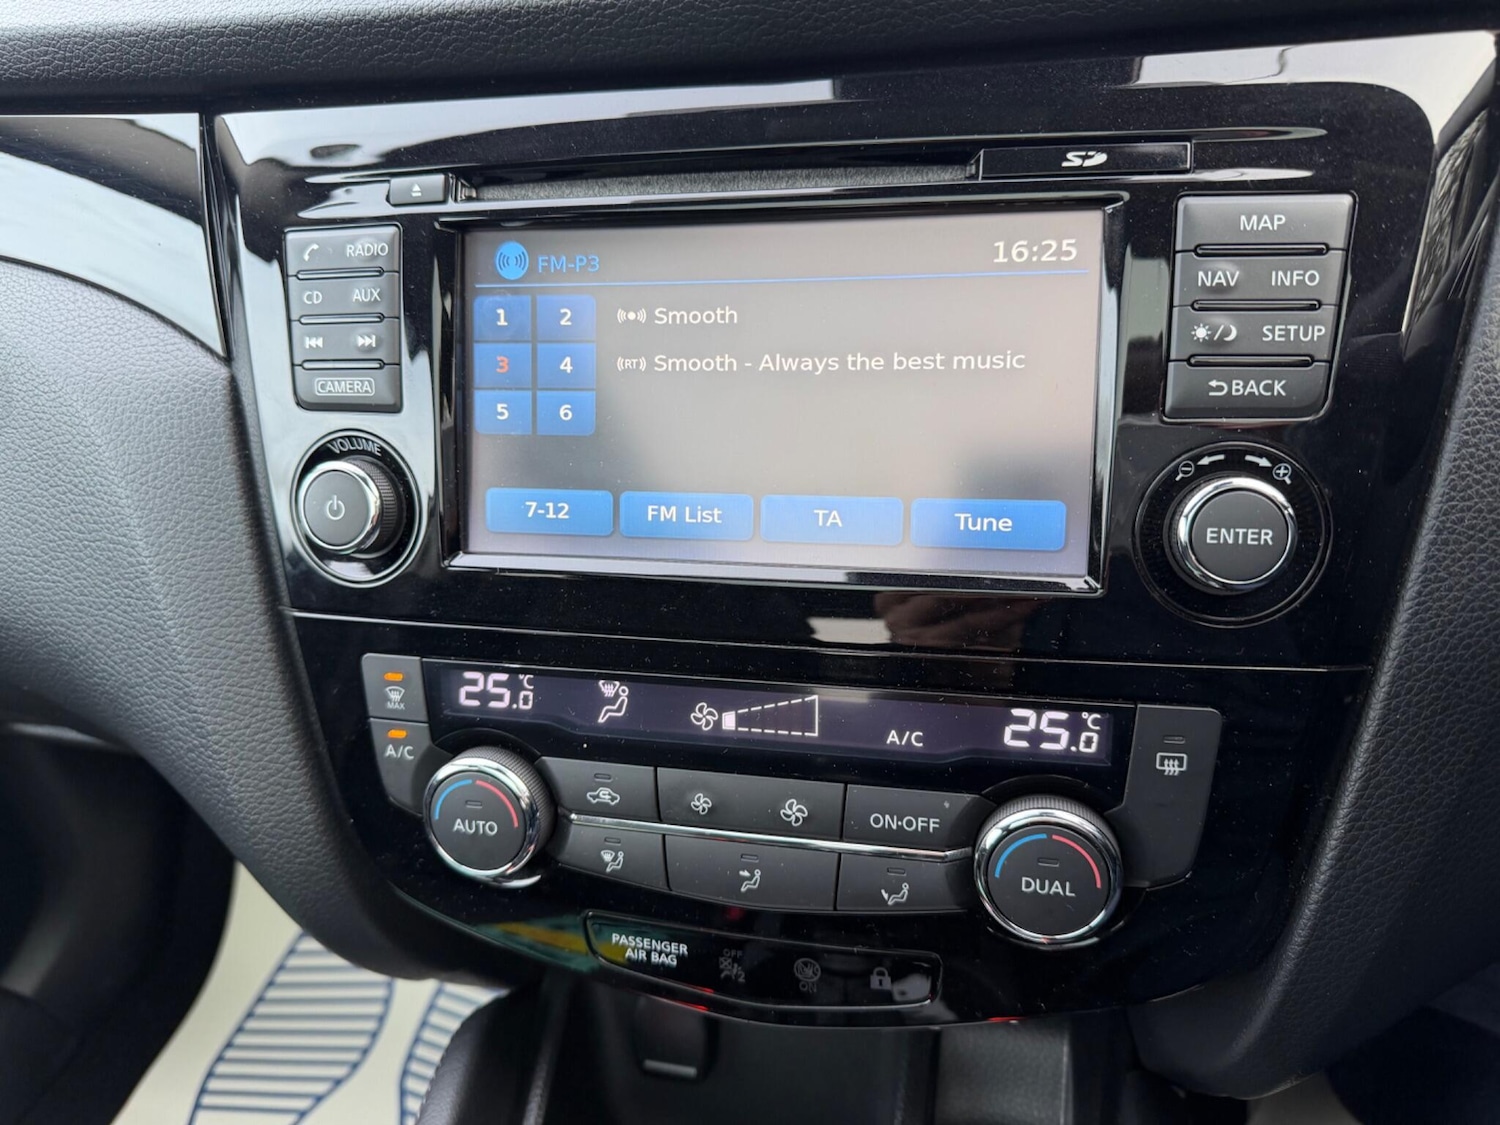 SD
RADIO
CD AUX
CAMERA
VOLUME
FM-P3 16:25
1 2
3 4
5 6
Smooth
(RT) Smooth - Always the best music
7-12 FM List TA Tune
MAP
NAV INFO
SETUP
BACK
ENTER
MAX
A/C
25.0 °C A/C 25.0 °C
AUTO
ON·OFF
DUAL
PASSENGER
AIR BAG
OFF
2
ON